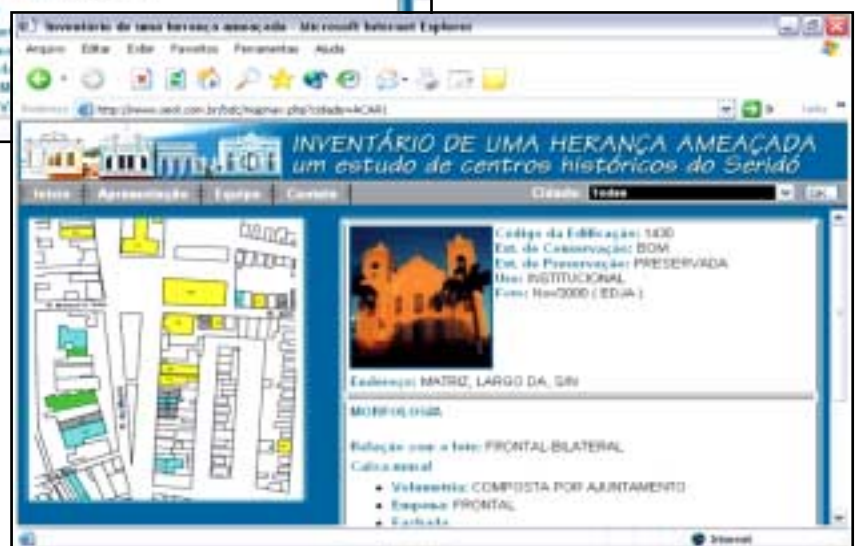 Inventário de uma herança ameaçada - Microsoft Internet Explorer
Arquivo Editar Exibir Favoritos Ferramentas Ajuda
INVENTÁRIO DE UMA HERANÇA AMEAÇADA
um estudo de centros históricos do Seridó
Início Apresentação Equipe Contato Cidade: Todas
Código da Edificação: 1430
Est. de Conservação: BOM
Est. de Preservação: PRESERVADA
Uso: INSTITUCIONAL
Foto: Nov/2000 ( EDJA )
Endereço: MATRIZ, LARGO DA, S/N
MORFOLOGIA
Relação com o lote: FRONTAL-BILATERAL
Caixa mural
• Volumetria: COMPOSTA POR AJUNTAMENTO
• Empena: FRONTAL
• Fachada
Internet